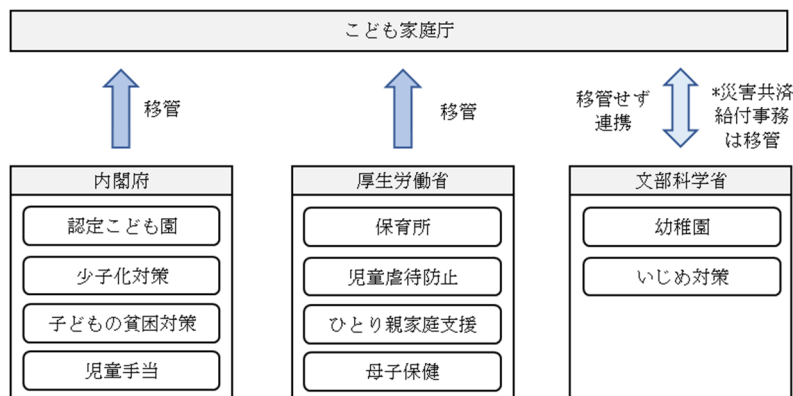 こども家庭庁
移管
移管
移管せず
連携
*災害共済
給付事務
は移管
内閣府
認定こども園
少子化対策
子どもの貧困対策
児童手当
厚生労働省
保育所
児童虐待防止
ひとり親家庭支援
母子保健
文部科学省
幼稚園
いじめ対策